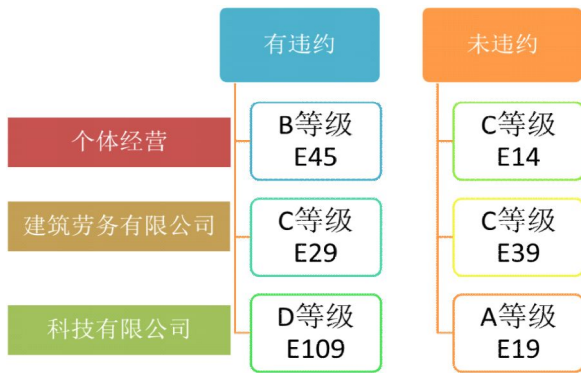 有违约
未违约
个体经营
B等级
E45
C等级
E14
建筑劳务有限公司
C等级
E29
C等级
E39
科技有限公司
D等级
E109
A等级
E19